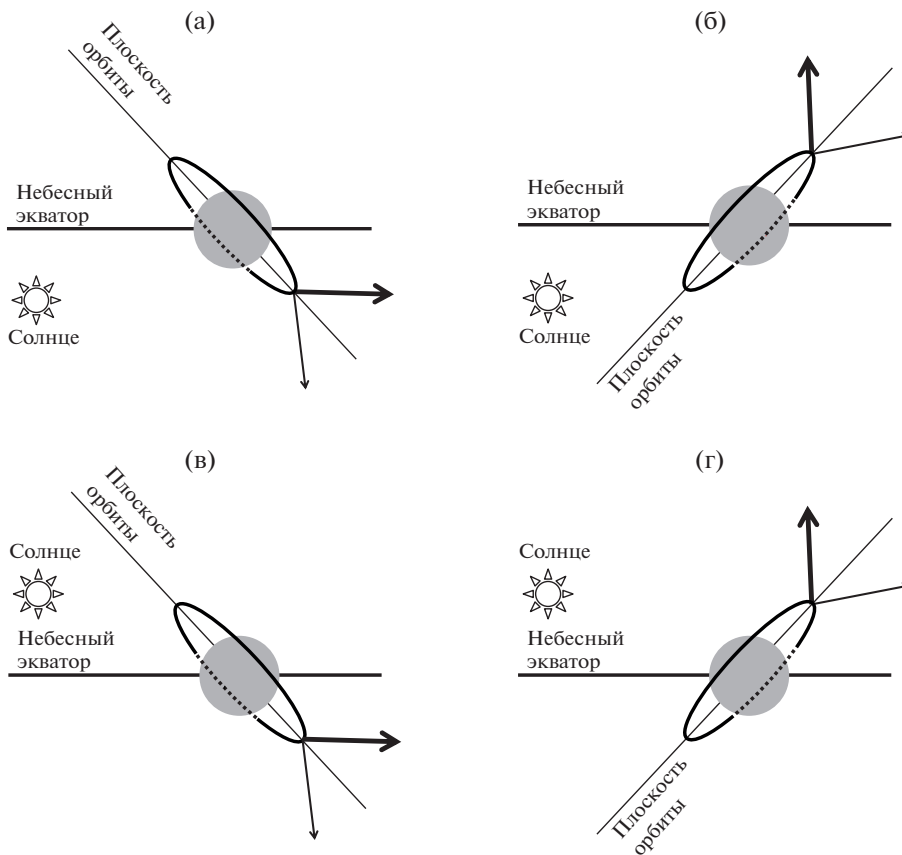 (а)
Плоскость
орбиты
Небесный
экватор
Солнце
(б)
Небесный
экватор
Солнце
Плоскость
орбиты
(в)
Плоскость
орбиты
Солнце
Небесный
экватор
(г)
Солнце
Небесный
экватор
Плоскость
орбиты